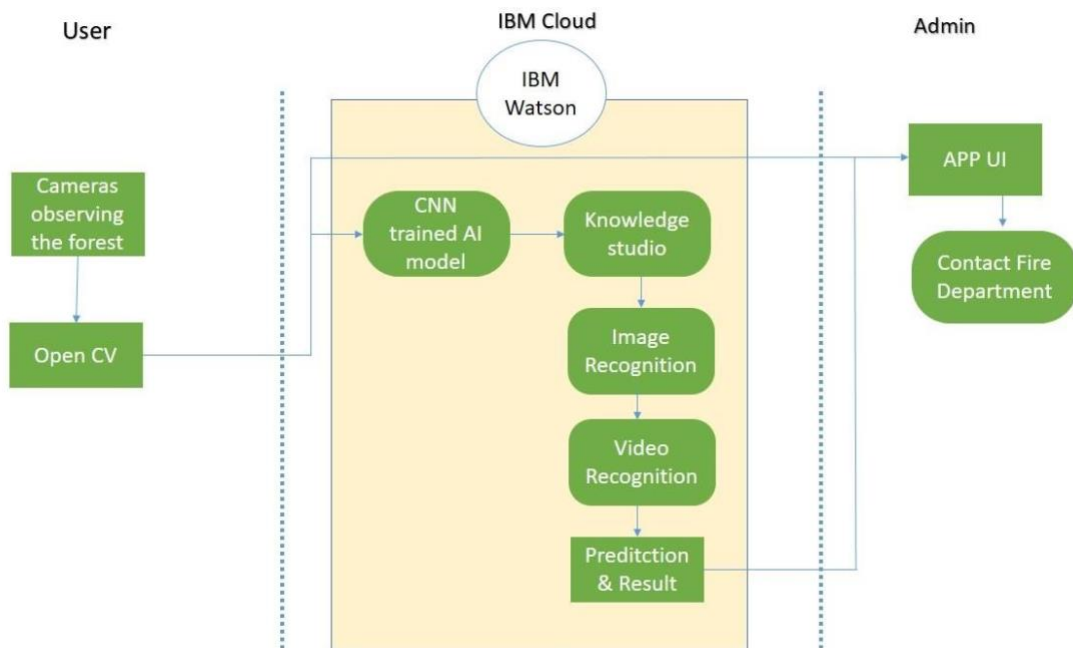 User
IBM Cloud
Admin
IBM
Watson
Cameras
observing
the forest
Open CV
CNN
trained AI
model
Knowledge
studio
Image
Recognition
Video
Recognition
Preditction
& Result
APP UI
Contact Fire
Department